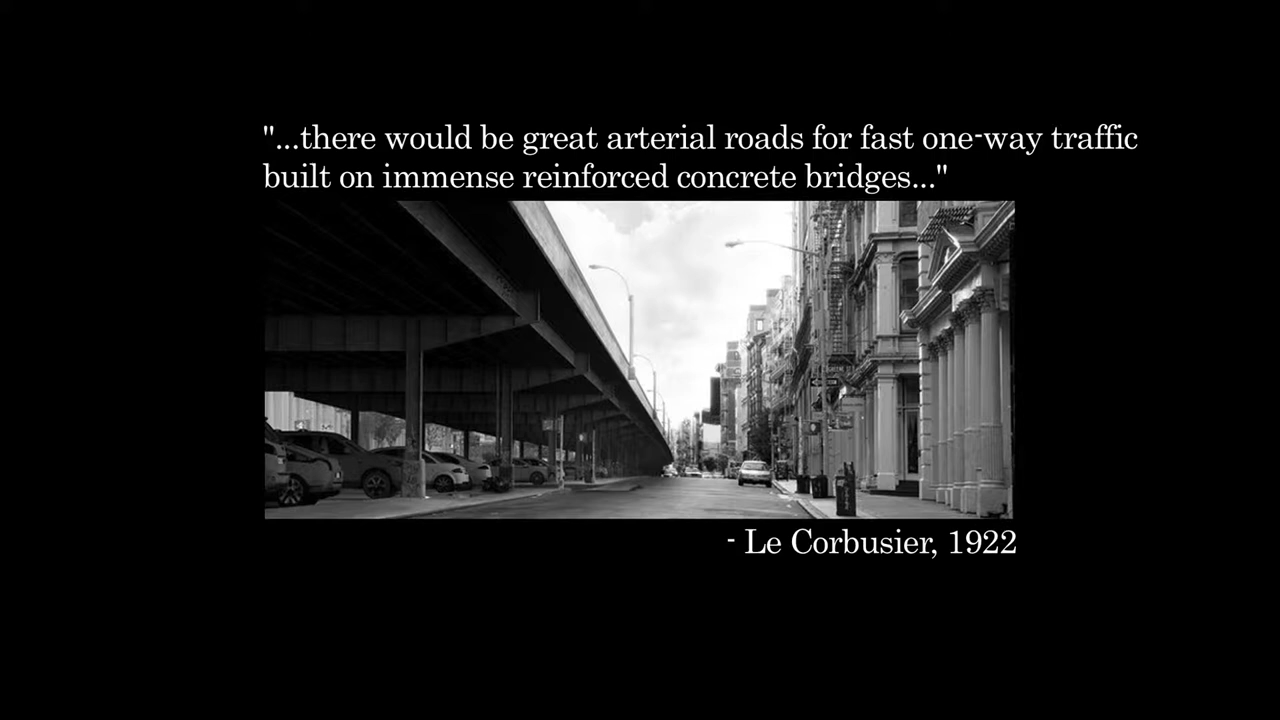 "...there would be great arterial roads for fast one-way traffic
built on immense reinforced concrete bridges..."
- Le Corbusier, 1922